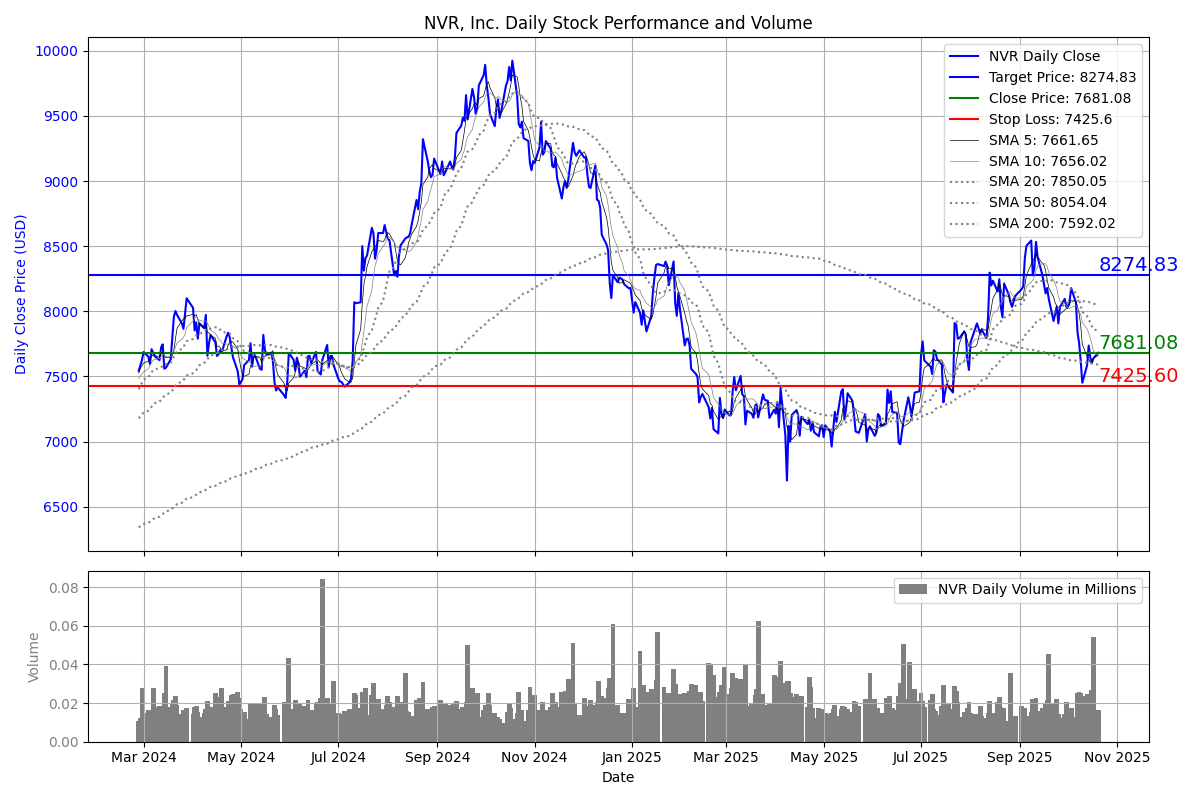 NVR, Inc. Daily Stock Performance and Volume
Daily Close Price (USD)
10000
9500
9000
8500
8000
7500
7000
6500
NVR Daily Close
Target Price: 8274.83
Close Price: 7681.08
Stop Loss: 7425.6
SMA 5: 7661.65
SMA 10: 7656.02
SMA 20: 7850.05
SMA 50: 8054.04
SMA 200: 7592.02
8274.83
7681.08
7425.60
Volume
0.08
0.06
0.04
0.02
0.00
NVR Daily Volume in Millions
Mar 2024 May 2024 Jul 2024 Sep 2024 Nov 2024 Jan 2025 Mar 2025 May 2025 Jul 2025 Sep 2025 Nov 2025
Date